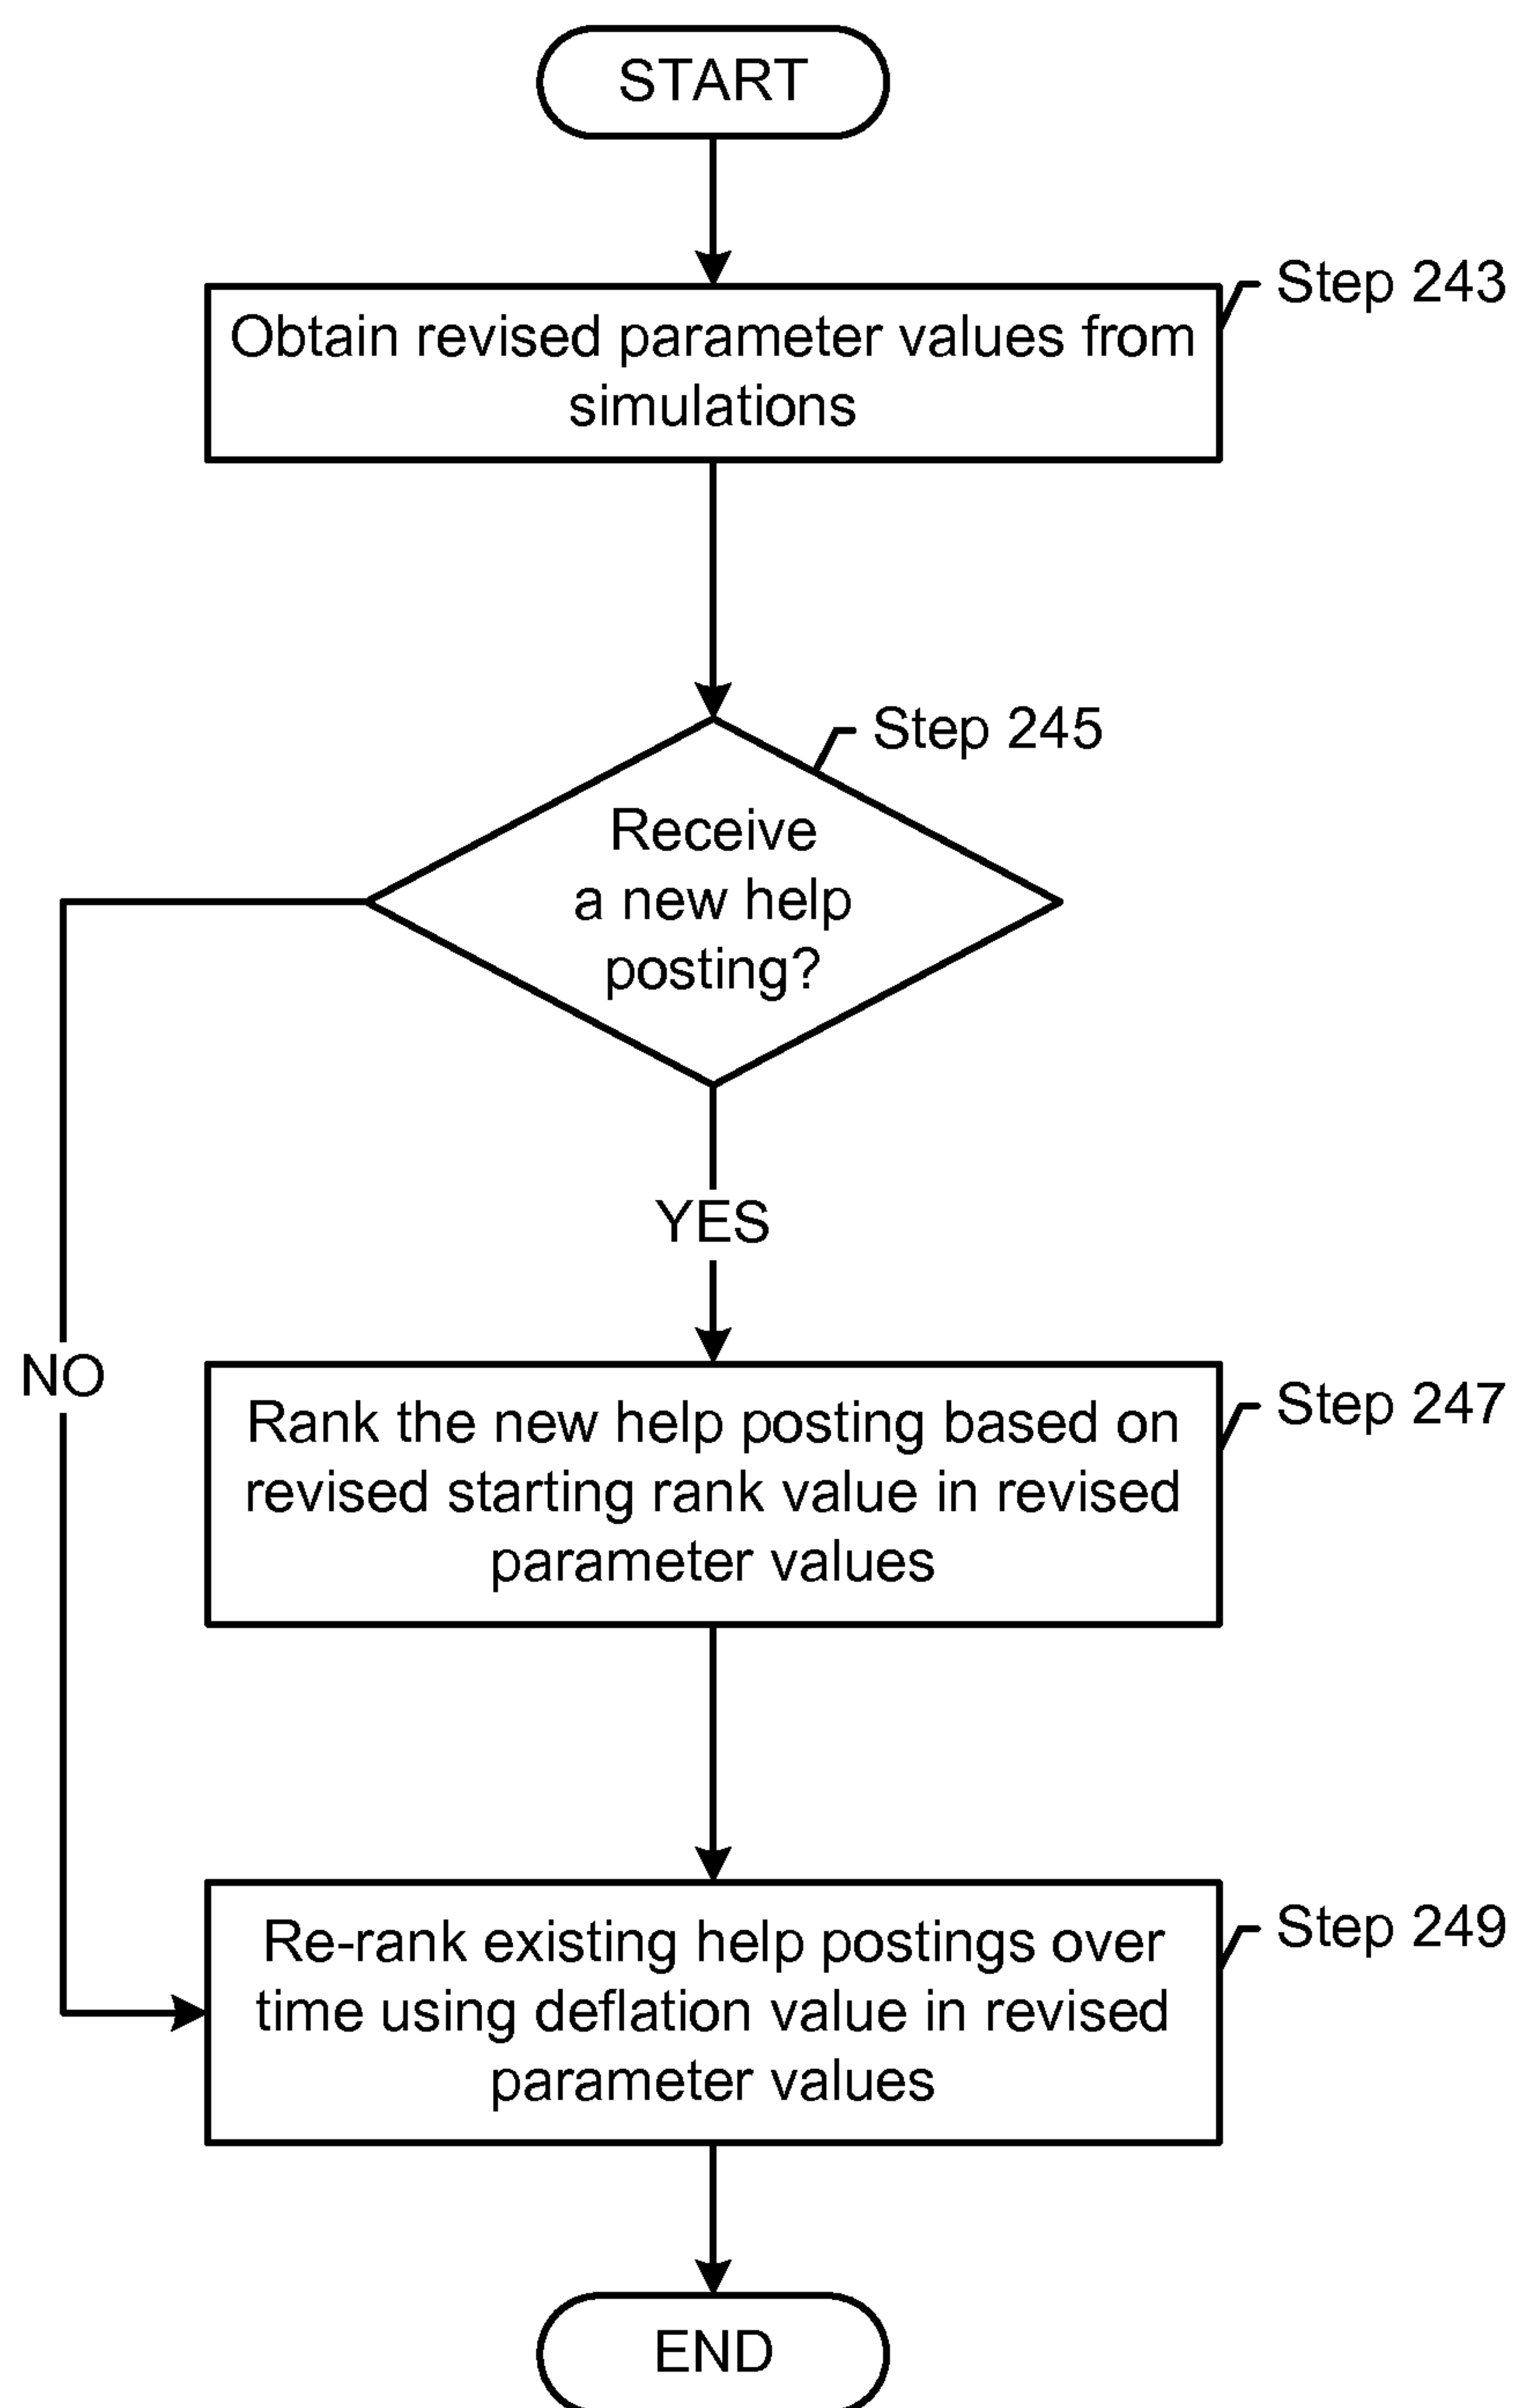 START
Step 243
Obtain revised parameter values from
simulations
Step 245
Receive
a new help
posting?
YES
NO
Step 247
Rank the new help posting based on
revised starting rank value in revised
parameter values
Step 249
Re-rank existing help postings over
time using deflation value in revised
parameter values
END